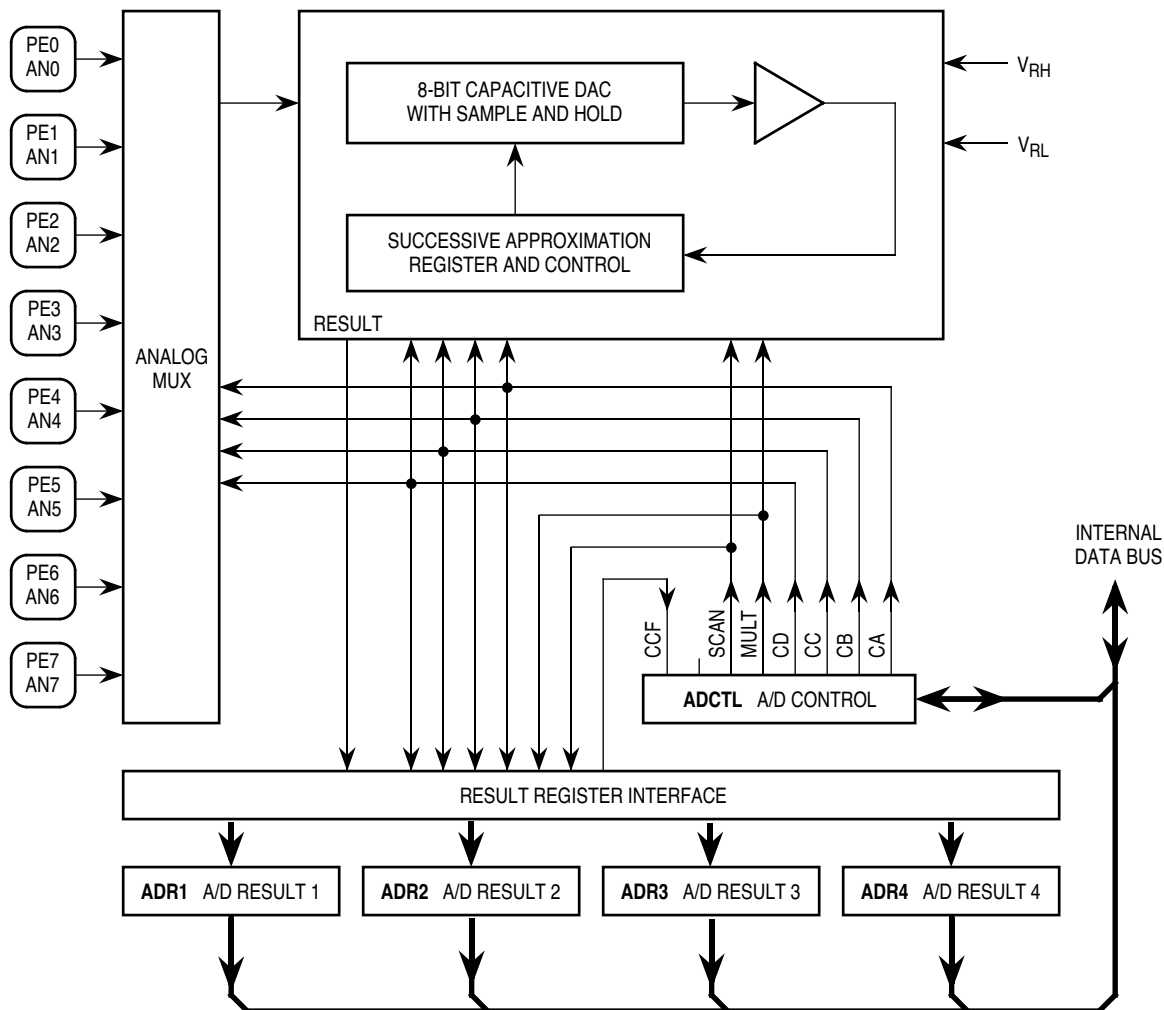 PE0
AN0
PE1
AN1
PE2
AN2
PE3
AN3
PE4
AN4
PE5
AN5
PE6
AN6
PE7
AN7
ANALOG
MUX
8-BIT CAPACITIVE DAC
WITH SAMPLE AND HOLD
SUCCESSIVE APPROXIMATION
REGISTER AND CONTROL
RESULT
VRH
VRL
INTERNAL
DATA BUS
CCF
SCAN
MULT
CD
CC
CB
CA
ADCTL A/D CONTROL
RESULT REGISTER INTERFACE
ADR1 A/D RESULT 1
ADR2 A/D RESULT 2
ADR3 A/D RESULT 3
ADR4 A/D RESULT 4